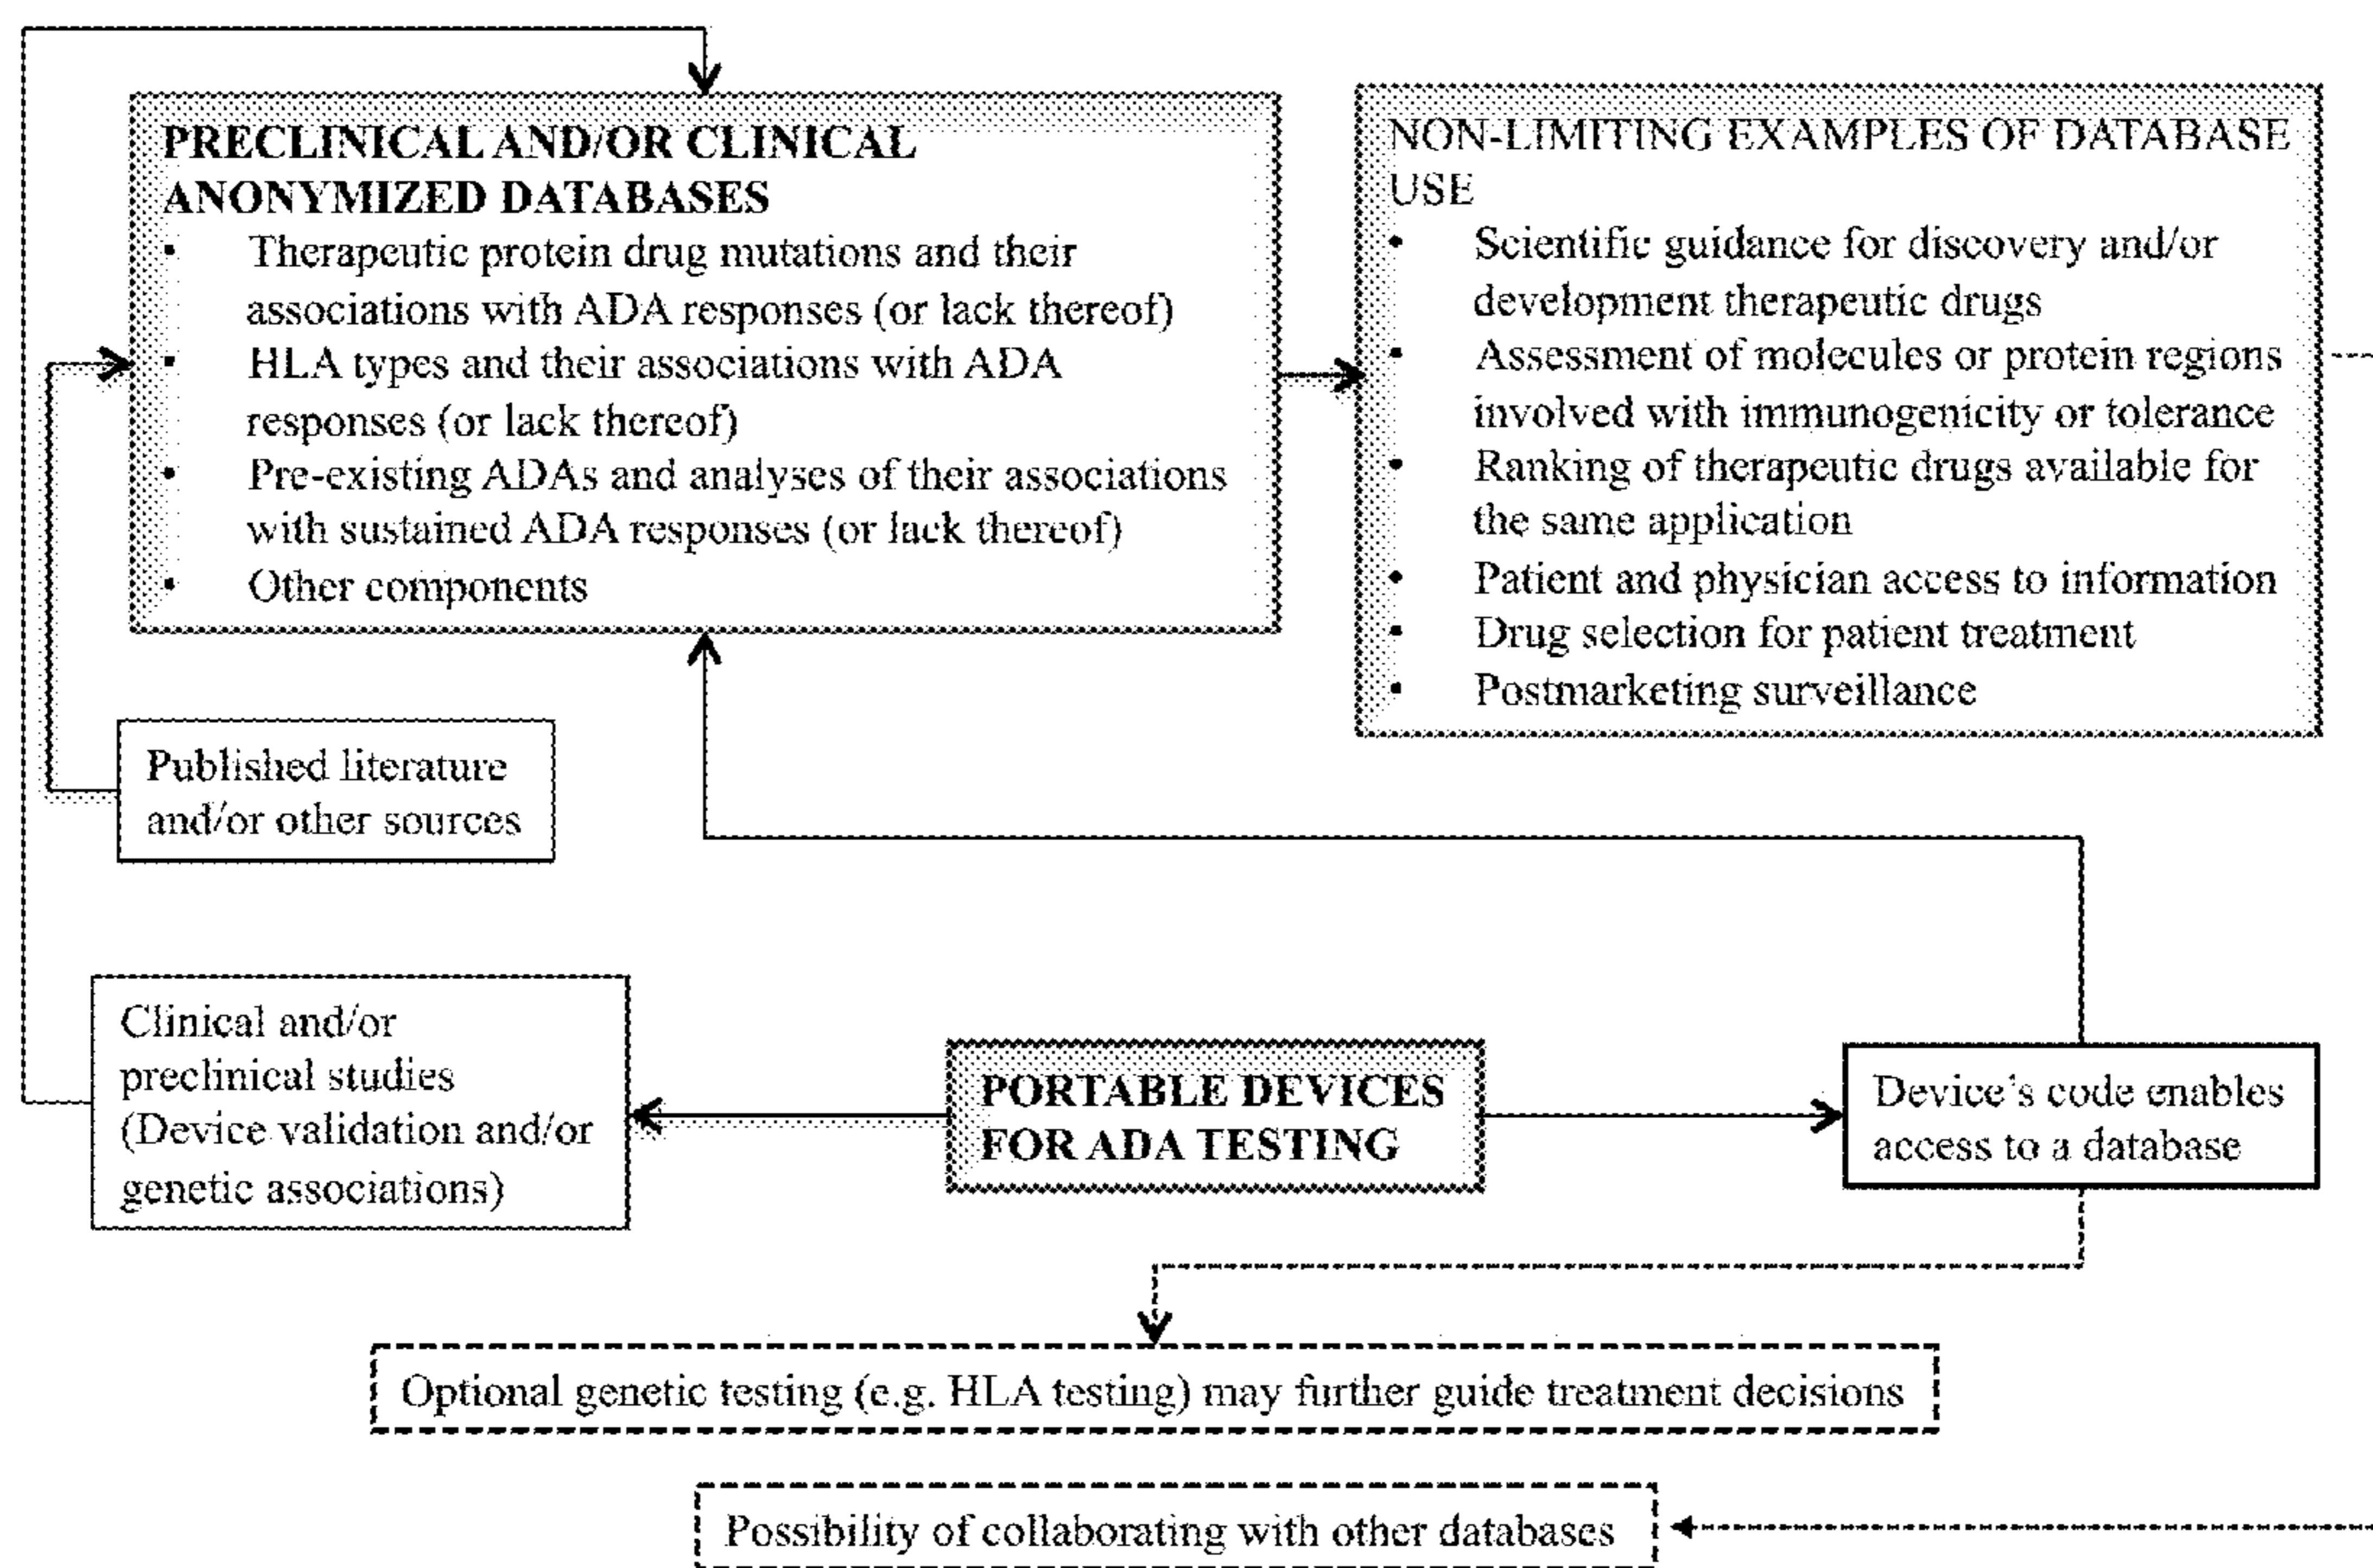 PRECLINICAL AND/OR CLINICAL
ANONYMIZED DATABASES
• Therapeutic protein drug mutations and their
associations with ADA responses (or lack thereof)
• HLA types and their associations with ADA
responses (or lack thereof)
• Pre-existing ADAs and analyses of their associations
with sustained ADA responses (or lack thereof)
• Other components
NON-LIMITING EXAMPLES OF DATABASE
USE
• Scientific guidance for discovery and/or
development therapeutic drugs
• Assessment of molecules or protein regions
involved with immunogenicity or tolerance
• Ranking of therapeutic drugs available for
the same application
• Patient and physician access to information
• Drug selection for patient treatment
• Postmarketing surveillance
Published literature
and/or other sources
Clinical and/or
preclinical studies
(Device validation and/or
genetic associations)
PORTABLE DEVICES
FOR ADA TESTING
Device's code enables
access to a database
Optional genetic testing (e.g. HLA testing) may further guide treatment decisions
Possibility of collaborating with other databases